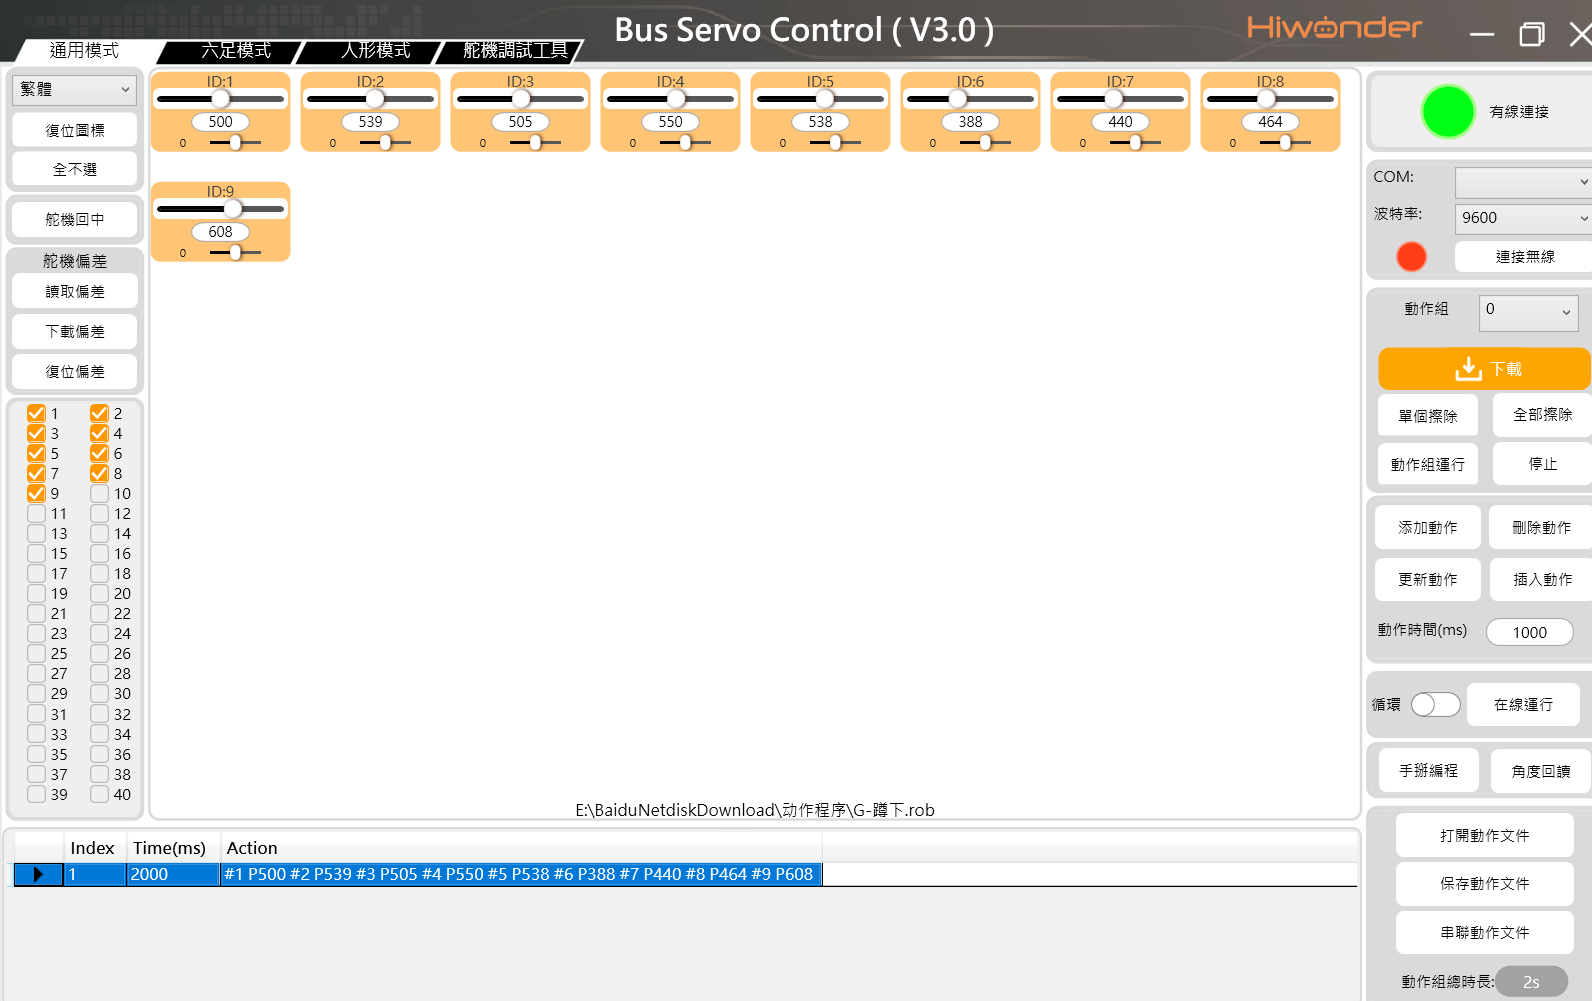 Bus Servo Control ( V3.0 )
Hiwonder
通用模式
六足模式
人形模式
舵機調試工具
繁體
復位圖標
全不選
舵機回中
舵機偏差
讀取偏差
下載偏差
復位偏差
1 2
3 4
5 6
7 8
9 10
11 12
13 14
15 16
17 18
19 20
21 22
23 24
25 26
27 28
29 30
31 32
33 34
35 36
37 38
39 40
ID:1
500
0
ID:2
539
0
ID:3
505
0
ID:4
550
0
ID:5
538
0
ID:6
388
0
ID:7
440
0
ID:8
464
0
ID:9
608
0
E:\BaiduNetdiskDownload\动作程序\G-蹲下.rob
Index Time(ms) Action
1 2000 #1 P500 #2 P539 #3 P505 #4 P550 #5 P538 #6 P388 #7 P440 #8 P464 #9 P608
有線連接
COM:
波特率: 9600
連接無線
動作組 0
下載
單個擦除 全部擦除
動作組運行 停止
添加動作 刪除動作
更新動作 插入動作
動作時間(ms) 1000
循環 在線運行
手掰編程 角度回讀
打開動作文件
保存動作文件
串聯動作文件
動作組總時長: 2s